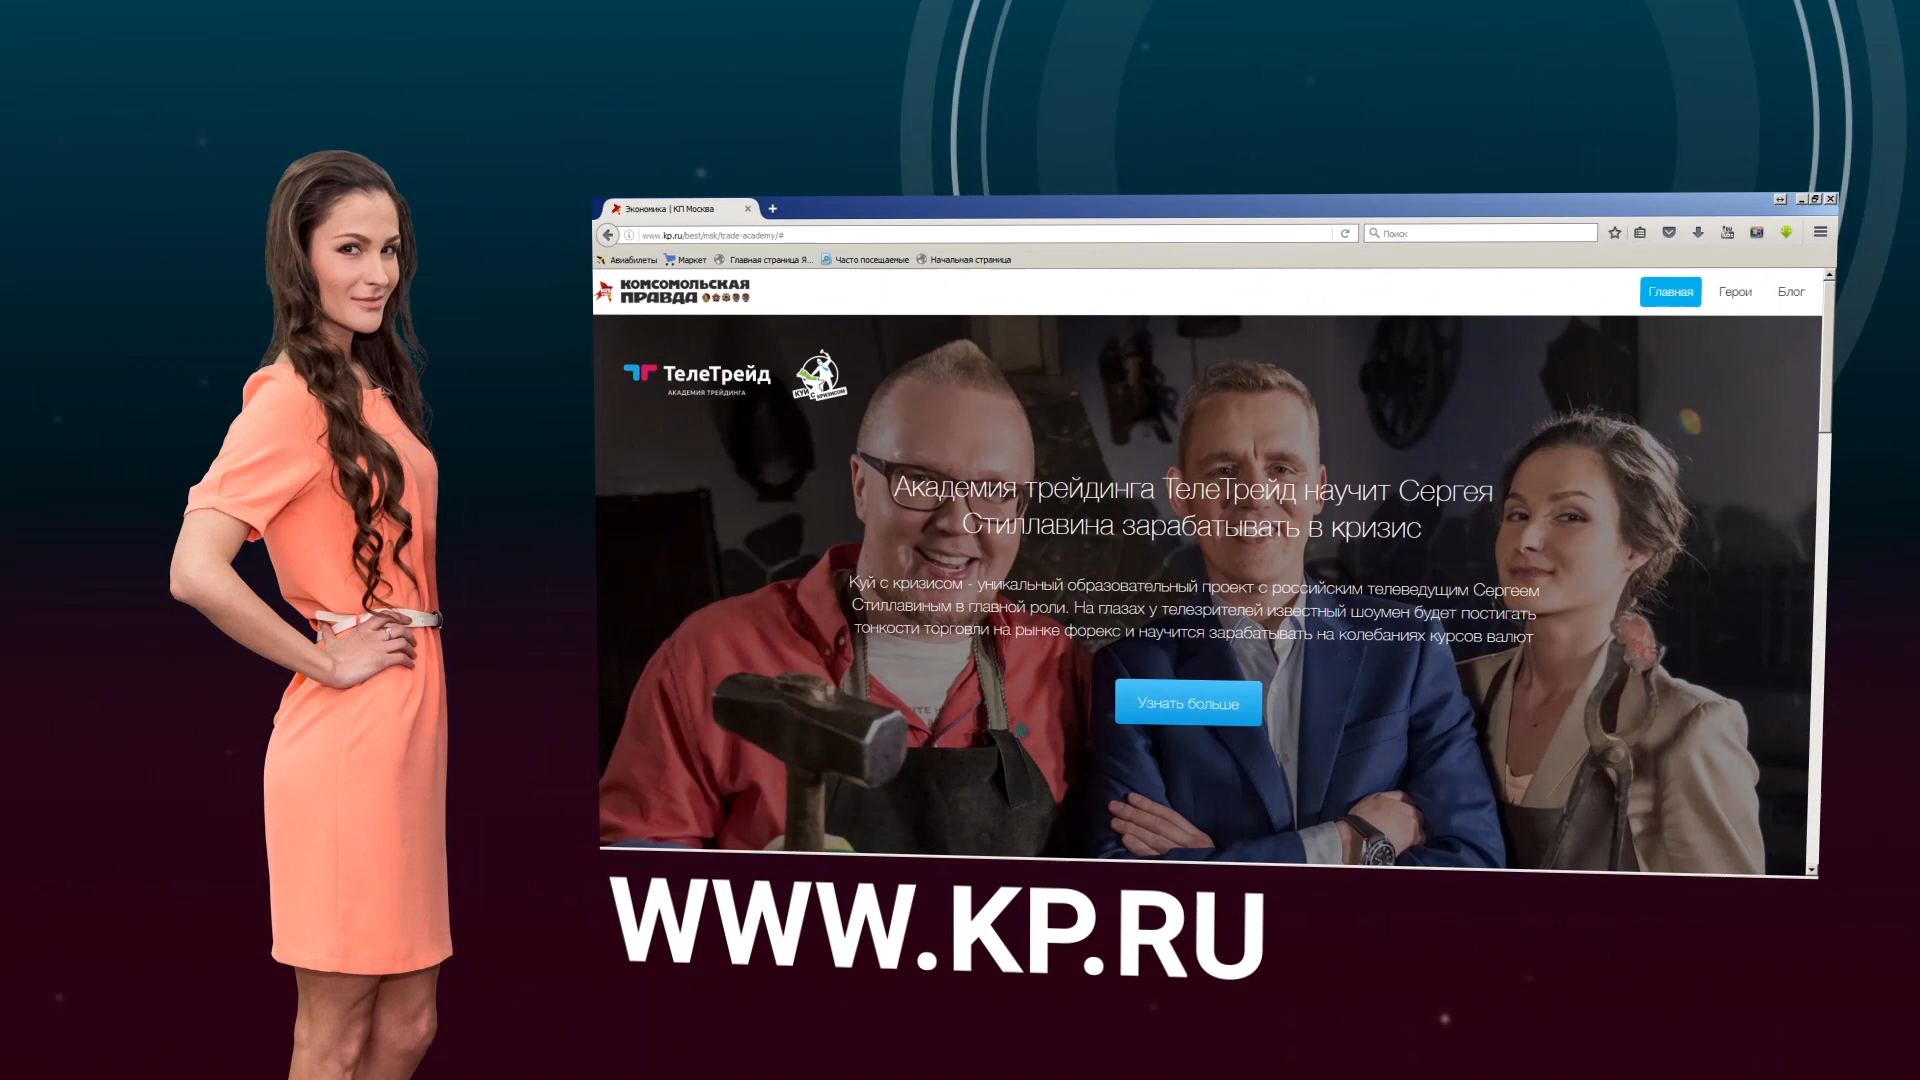 Экономика | КП Москва
www.kp.ru/best/msk/trade-academy/#
Поиск
Авиабилеты
Маркет
Главная страница Я...
Часто посещаемые
Начальная страница
КОМСОМОЛЬСКАЯ
ПРАВДА
Главная
Герои
Блог
ТелеТрейд
АКАДЕМИЯ ТРЕЙДИНГА
КУЙ С КРИЗИСОМ
Академия трейдинга ТелеТрейд научит Сергея
Стиллавина зарабатывать в кризис
Куй с кризисом - уникальный образовательный проект с российским телеведущим Сергеем
Стиллавиным в главной роли. На глазах у телезрителей известный шоумен будет постигать
тонкости торговли на рынке форекс и научится зарабатывать на колебаниях курсов валют
Узнать больше
WWW.KP.RU